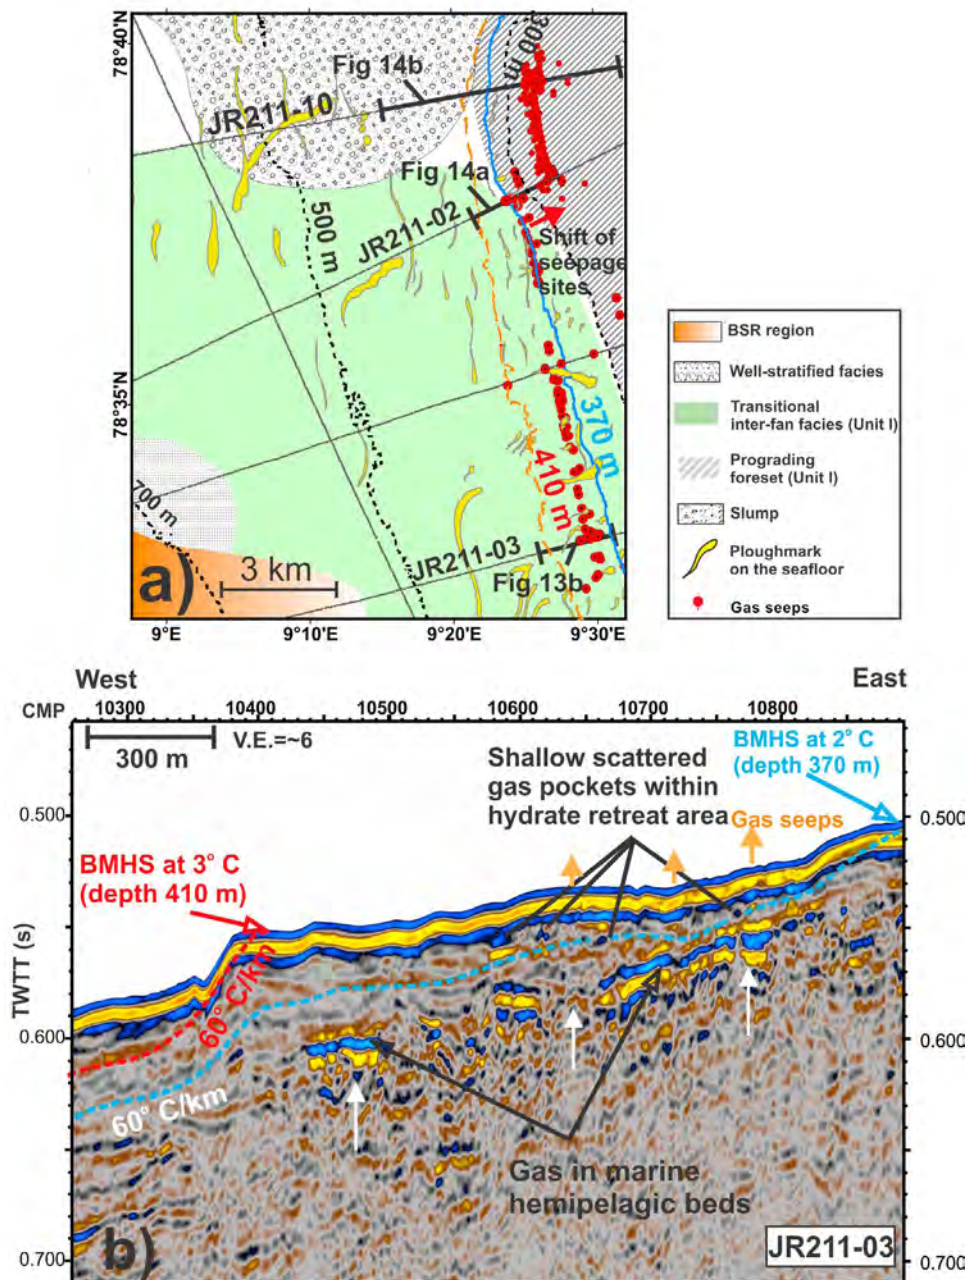 78°40'N
300 m
Fig 14b
JR211-10
Fig 14a
500 m
JR211-02
Shift of
seepage
sites
78°35'N
370 m
410 m
700 m
JR211-03
Fig 13b
a)
3 km
9°E
9°10'E
9°20'E
9°30'E
BSR region
Well-stratified facies
Transitional
inter-fan facies (Unit I)
Prograding
foreset (Unit I)
Slump
Ploughmark
on the seafloor
Gas seeps
West
East
CMP
10300
10400
10500
10600
10700
10800
300 m
V.E.=~6
Shallow scattered
gas pockets within
hydrate retreat area
BMHS at 2° C
(depth 370 m)
Gas seeps
0.500
0.500
BMHS at 3° C
(depth 410 m)
TWTT (s)
60° C/km
0.600
0.600
60° C/km
Gas in marine
hemipelagic beds
b)
JR211-03
0.700
0.700